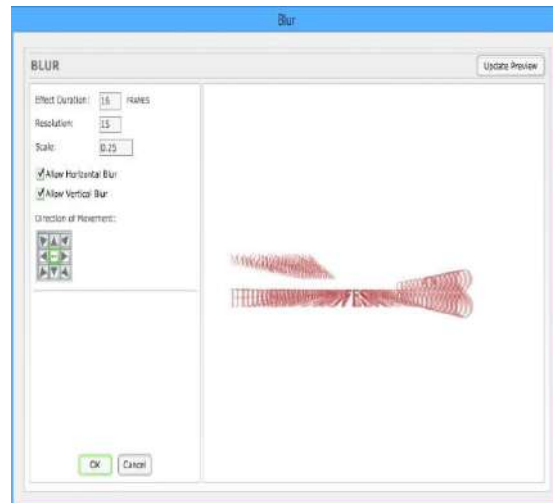 Blur
BLUR
Update Preview
Effect Duration: 16 FRAMES
Resolution: 15
Scale: 0.25
Allow Horizontal Blur
Allow Vertical Blur
Direction of Movement:
OK Cancel